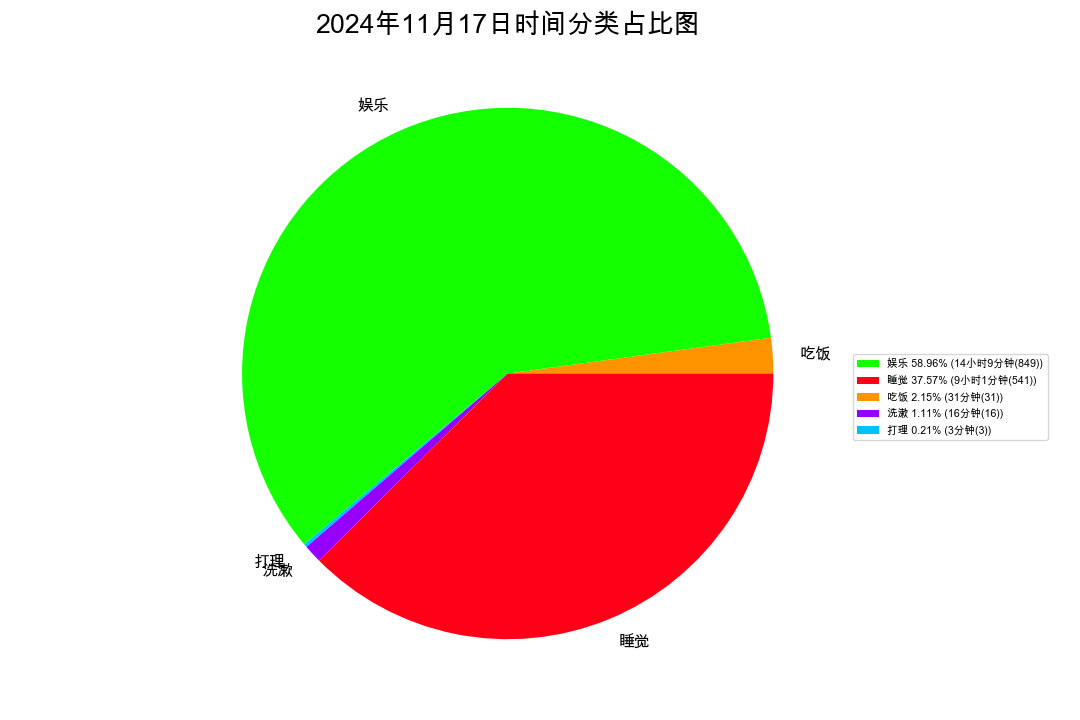 2024年11月17日时间分类占比图
娱乐
吃饭
娱乐 58.96% (14小时9分钟(849))
睡觉 37.57% (9小时1分钟(541))
吃饭 2.15% (31分钟(31))
洗漱 1.11% (16分钟(16))
打理 0.21% (3分钟(3))
打理
洗漱
睡觉